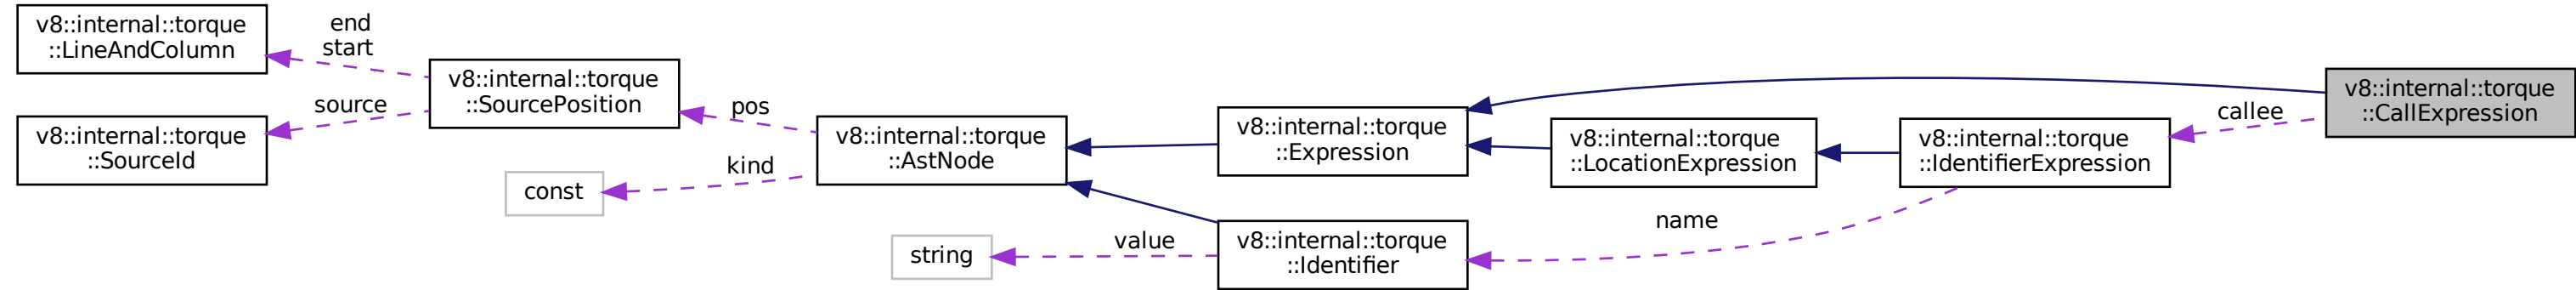 v8::internal::torque
::LineAndColumn
end
start
v8::internal::torque
::SourcePosition
source
v8::internal::torque
::SourceId
pos
v8::internal::torque
::AstNode
kind
const
v8::internal::torque
::Expression
v8::internal::torque
::LocationExpression
v8::internal::torque
::IdentifierExpression
callee
v8::internal::torque
::CallExpression
name
value
string
v8::internal::torque
::Identifier